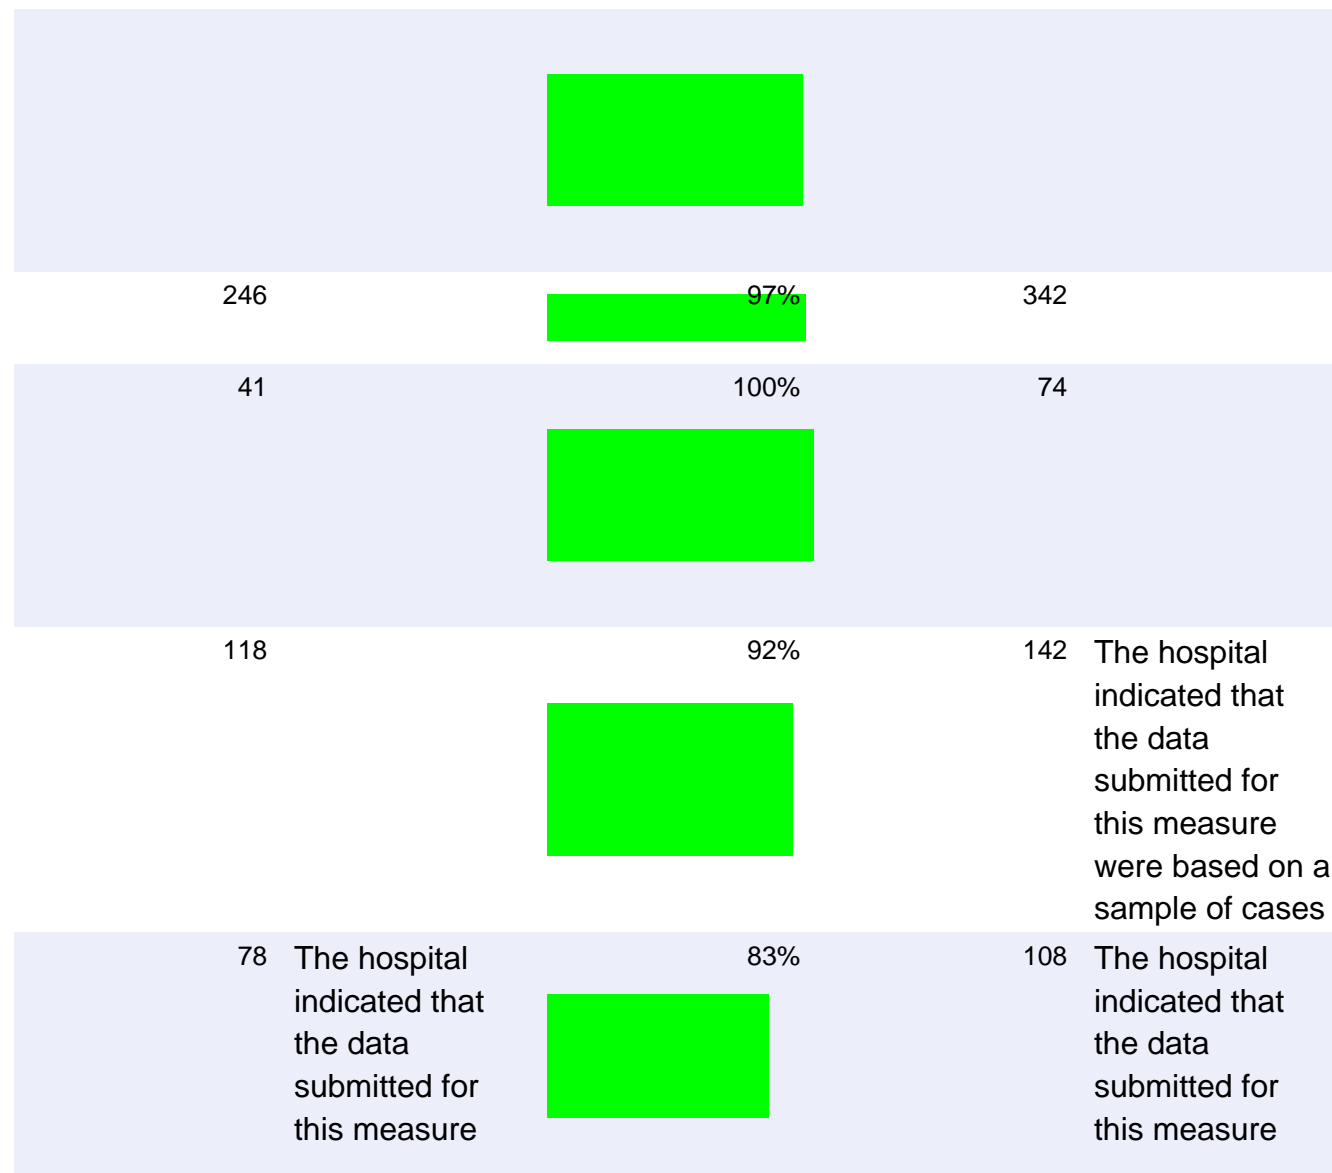 246 97% 342
41 100% 74
118 92% 142 The hospital
indicated that
the data
submitted for
this measure
were based on a
sample of cases
78 The hospital 83% 108 The hospital
indicated that indicated that
the data the data
submitted for submitted for
this measure this measure